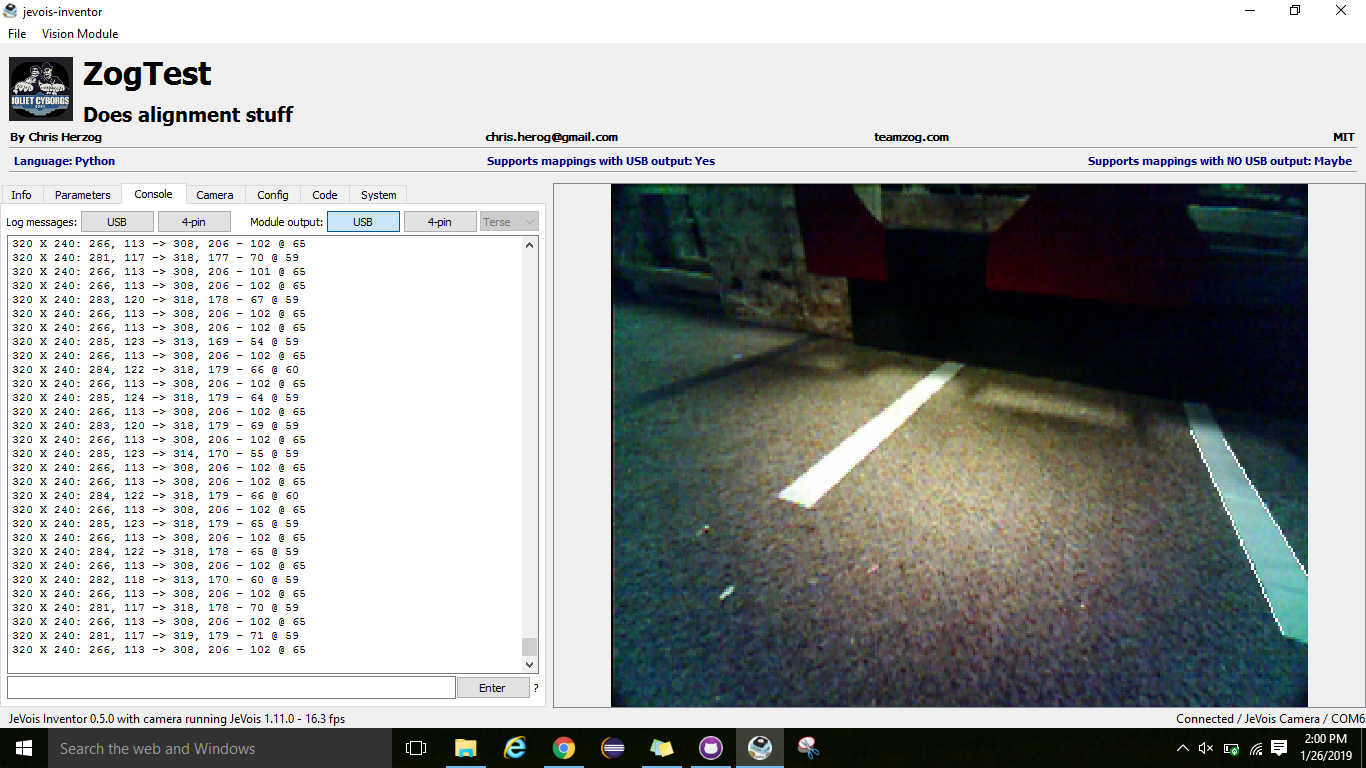 jevois-inventor
File Vision Module
JOLIET CYBORGS
ZogTest
Does alignment stuff
By Chris Herzog chris.herog@gmail.com teamzog.com MIT
Language: Python Supports mappings with USB output: Yes Supports mappings with NO USB output: Maybe
Info Parameters Console Camera Config Code System
Log messages: USB 4-pin Module output: USB 4-pin Terse
320 X 240: 266, 113 -> 308, 206 - 102 @ 65
320 X 240: 281, 117 -> 318, 177 - 70 @ 59
320 X 240: 266, 113 -> 308, 206 - 101 @ 65
320 X 240: 266, 113 -> 308, 206 - 102 @ 65
320 X 240: 283, 120 -> 318, 178 - 67 @ 59
320 X 240: 266, 113 -> 308, 206 - 102 @ 65
320 X 240: 266, 113 -> 308, 206 - 102 @ 65
320 X 240: 285, 123 -> 313, 169 - 54 @ 59
320 X 240: 266, 113 -> 308, 206 - 102 @ 65
320 X 240: 284, 122 -> 318, 179 - 66 @ 60
320 X 240: 266, 113 -> 308, 206 - 102 @ 65
320 X 240: 285, 124 -> 318, 179 - 64 @ 59
320 X 240: 266, 113 -> 308, 206 - 102 @ 65
320 X 240: 283, 120 -> 318, 179 - 69 @ 59
320 X 240: 266, 113 -> 308, 206 - 102 @ 65
320 X 240: 285, 123 -> 314, 170 - 55 @ 59
320 X 240: 266, 113 -> 308, 206 - 102 @ 65
320 X 240: 266, 113 -> 308, 206 - 102 @ 65
320 X 240: 284, 122 -> 318, 179 - 66 @ 60
320 X 240: 266, 113 -> 308, 206 - 102 @ 65
320 X 240: 285, 123 -> 318, 179 - 65 @ 59
320 X 240: 266, 113 -> 308, 206 - 102 @ 65
320 X 240: 284, 122 -> 318, 178 - 65 @ 59
320 X 240: 266, 113 -> 308, 206 - 102 @ 65
320 X 240: 282, 118 -> 313, 170 - 60 @ 59
320 X 240: 266, 113 -> 308, 206 - 102 @ 65
320 X 240: 281, 117 -> 318, 178 - 70 @ 59
320 X 240: 266, 113 -> 308, 206 - 102 @ 65
320 X 240: 281, 117 -> 319, 179 - 71 @ 59
320 X 240: 266, 113 -> 308, 206 - 102 @ 65
Enter ?
JeVois Inventor 0.5.0 with camera running JeVois 1.11.0 - 16.3 fps Connected / JeVois Camera / COM6
Search the web and Windows
2:00 PM
1/26/2019